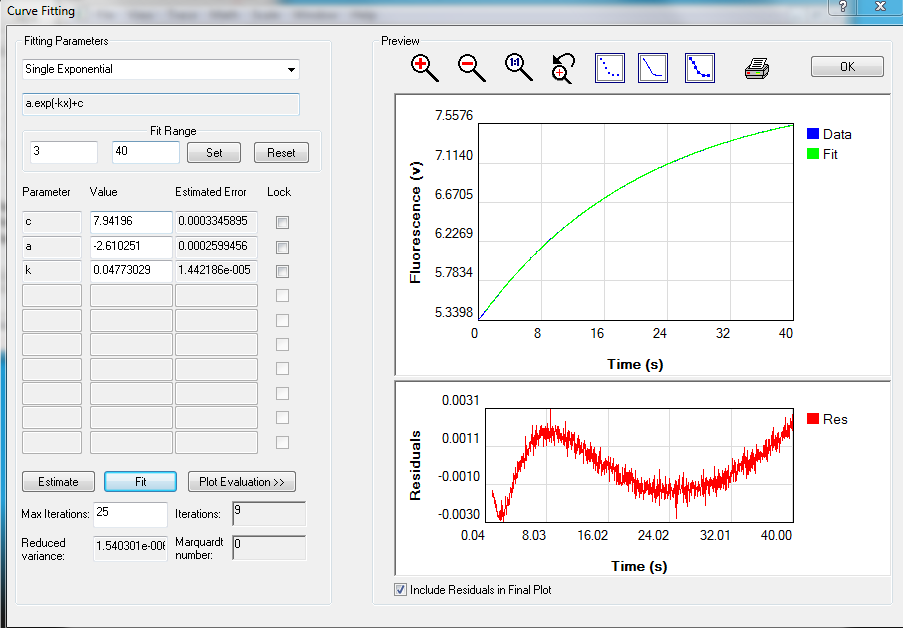 Curve Fitting
Fitting Parameters
Single Exponential
a.exp(-kx)+c
Fit Range
3 40 Set Reset
Parameter Value Estimated Error Lock
c 7.94196 0.0003345895
a -2.610251 0.0002599456
k 0.04773029 1.442186e-005
Estimate Fit Plot Evaluation >>
Max Iterations: 25 Iterations: 9
Reduced variance: 1.540301e-006 Marquardt number: 0
Preview
1:1
OK
7.5576
7.1140
6.6705
6.2269
5.7834
5.3398
Fluorescence (v)
0 8 16 24 32 40
Time (s)
Data
Fit
0.0031
0.0011
-0.0010
-0.0030
Residuals
0.04 8.03 16.02 24.02 32.01 40.00
Time (s)
Res
Include Residuals in Final Plot